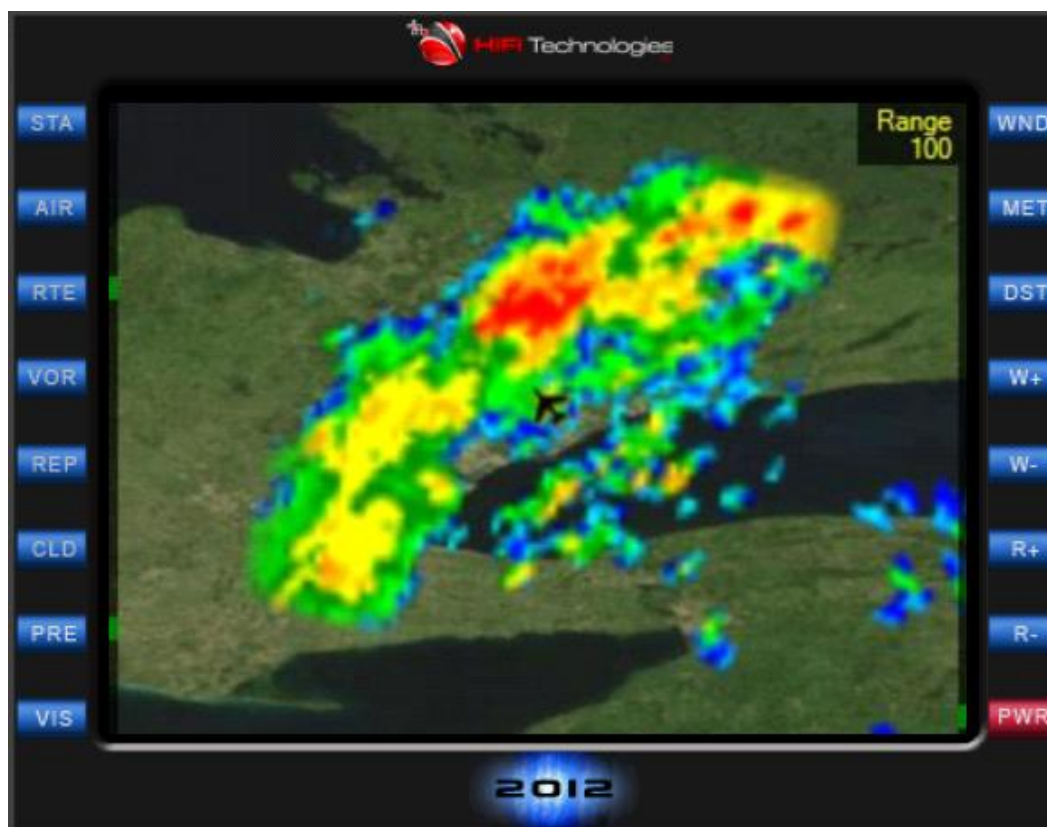 HIFI Technologies
Range
100
STA
AIR
RTE
VOR
REP
CLD
PRE
VIS
WND
MET
DST
W+
W-
R+
R-
PWR
2012